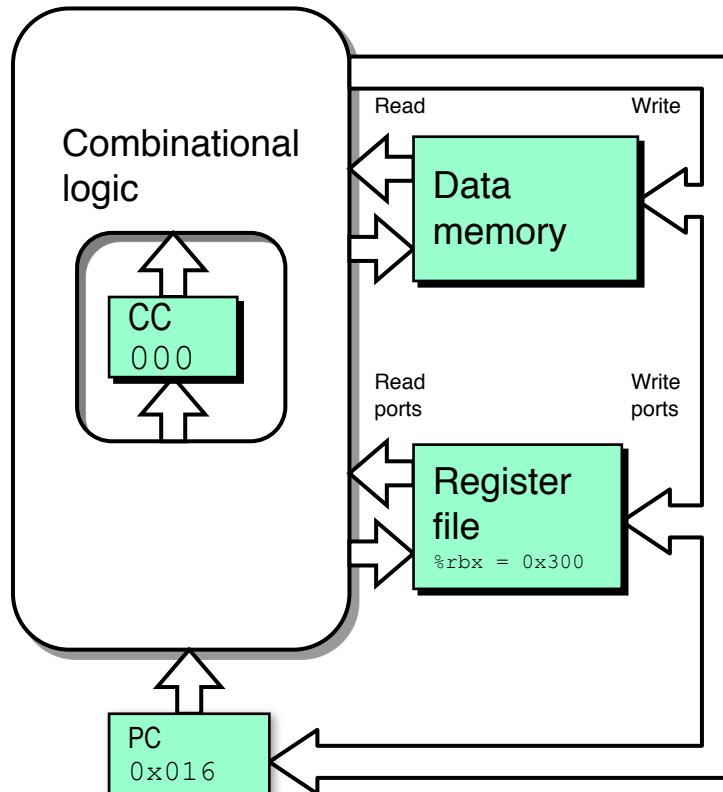 Read
Write
Combinational
logic
Data
memory
CC
000
Read
ports
Write
ports
Register
file
%rbx = 0x300
PC
0x016